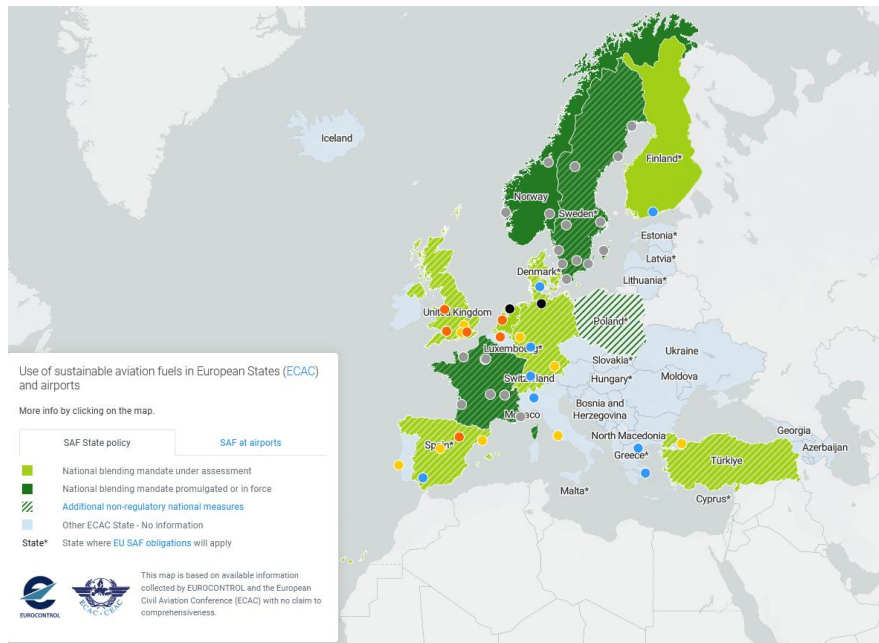 Iceland
Finland*
Norway
Sweden*
Estonia*
Latvia*
Denmark*
Lithuania*
United Kingdom
Poland*
Luxembourg*
Ukraine
Slovakia*
Switzerland
Hungary*
Moldova
Bosnia and
Herzegovina
Monaco
North Macedonia
Georgia
Spain*
Greece*
Azerbaijan
Türkiye
Malta*
Cyprus*
Use of sustainable aviation fuels in European States (ECAC)
and airports
More info by clicking on the map.
SAF State policy
SAF at airports
National blending mandate under assessment
National blending mandate promulgated or in force
Additional non-regulatory national measures
Other ECAC State - No information
State*
State where EU SAF obligations will apply
EUROCONTROL
ECAC • CEAC
This map is based on available information
collected by EUROCONTROL and the European
Civil Aviation Conference (ECAC) with no claim to
comprehensiveness.